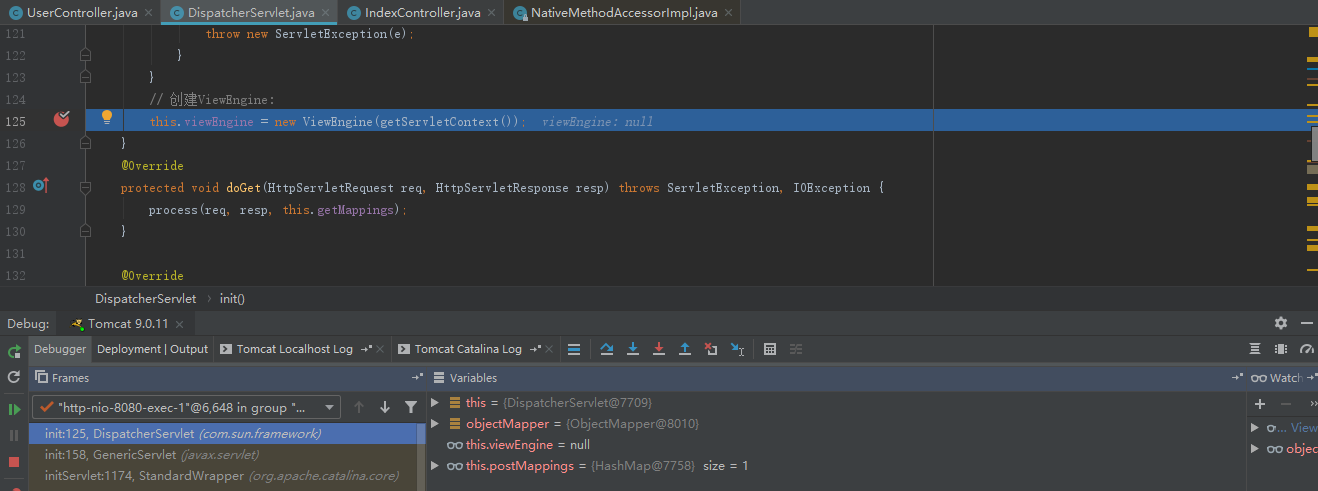 UserController.java DispatcherServlet.java IndexController.java NativeMethodAccessorImpl.java
121 throw new ServletException(e);
122 }
123 }
124 // 创建ViewEngine:
125 this.viewEngine = new ViewEngine(getServletContext()); viewEngine: null
126 }
127 @Override
128 protected void doGet(HttpServletRequest req, HttpServletResponse resp) throws ServletException, IOException {
129 process(req, resp, this.getMappings);
130 }
131
132 @Override
DispatcherServlet › init()
Debug: Tomcat 9.0.11
Debugger Deployment | Output Tomcat Localhost Log Tomcat Catalina Log
Frames Variables Watch
"http-nio-8080-exec-1"@6,648 in group "... this = {DispatcherServlet@7709}
objectMapper = {ObjectMapper@8010} ... View
init:125, DispatcherServlet (com.sun.framework) this.viewEngine = null objec
init:158, GenericServlet (javax.servlet) this.postMappings = {HashMap@7758} size = 1
initServlet:1174, StandardWrapper (org.apache.catalina.core)